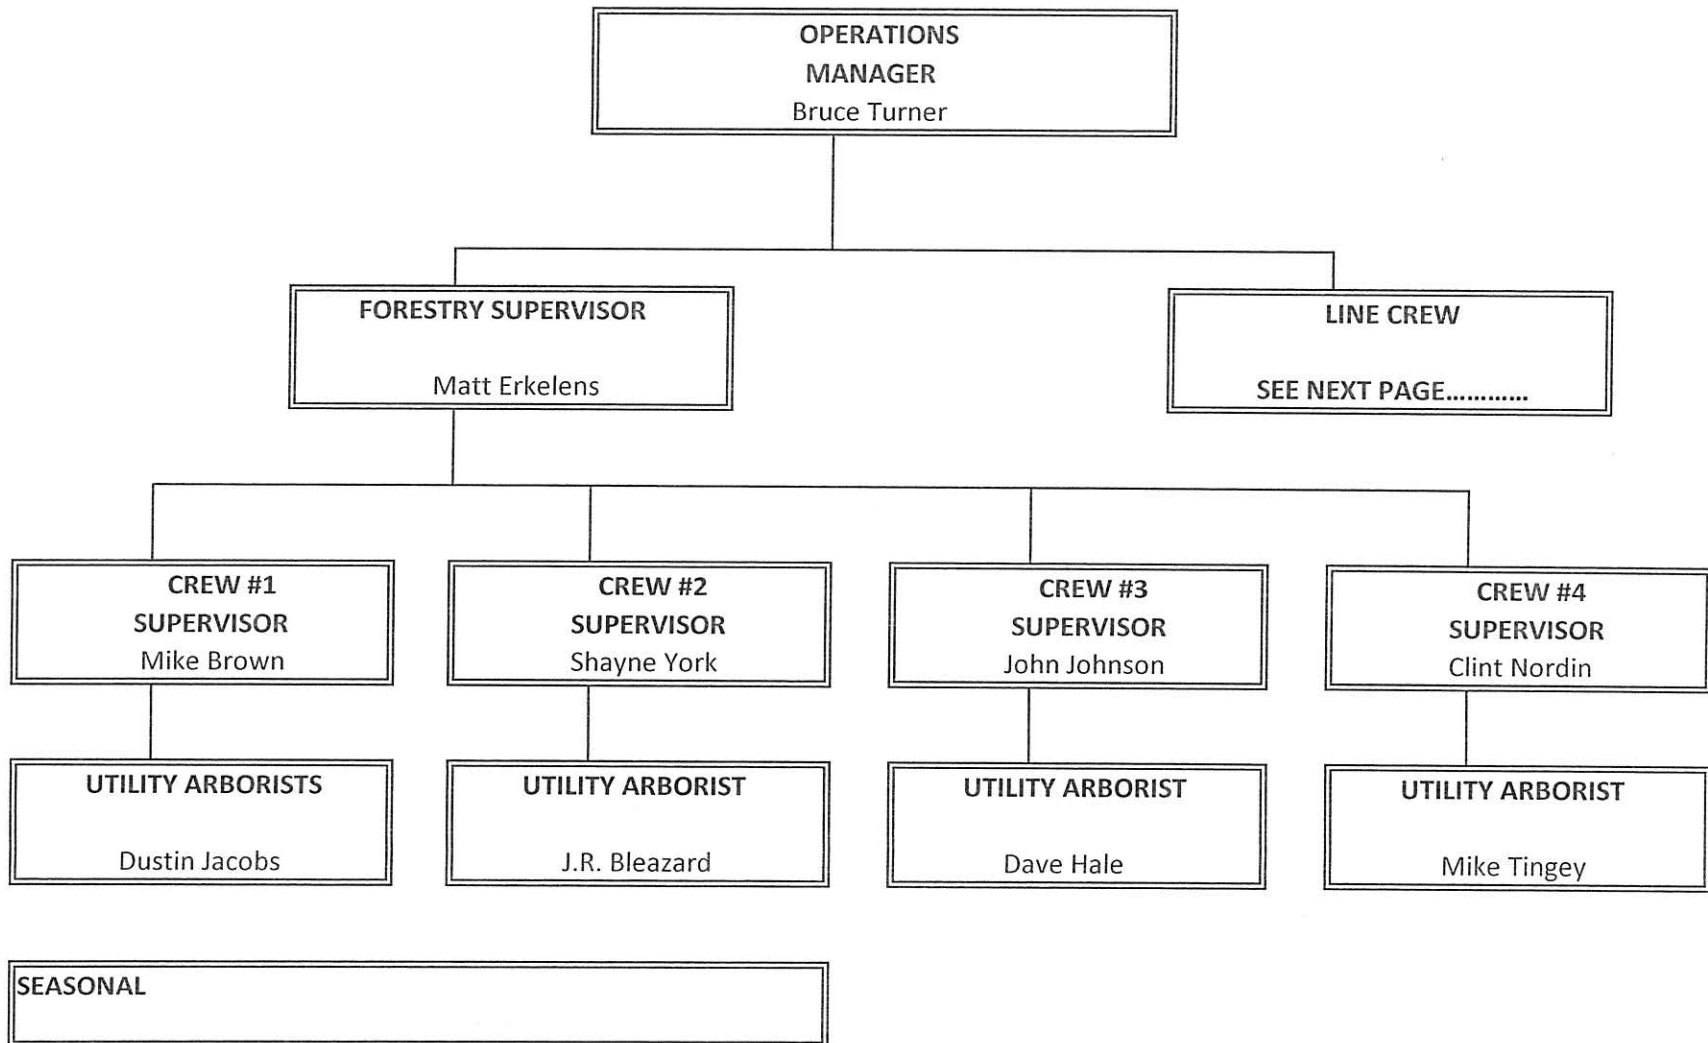 OPERATIONS
MANAGER
Bruce Turner
FORESTRY SUPERVISOR
Matt Erkelens
LINE CREW
SEE NEXT PAGE............
CREW #1
SUPERVISOR
Mike Brown
CREW #2
SUPERVISOR
Shayne York
CREW #3
SUPERVISOR
John Johnson
CREW #4
SUPERVISOR
Clint Nordin
UTILITY ARBORISTS
Dustin Jacobs
UTILITY ARBORIST
J.R. Bleazard
UTILITY ARBORIST
Dave Hale
UTILITY ARBORIST
Mike Tingey
SEASONAL